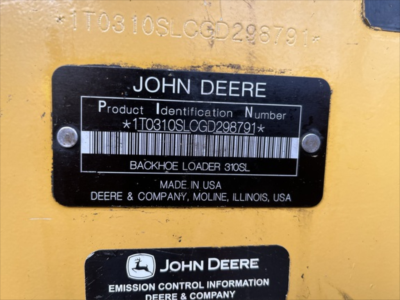 *1T0310SLCGD298791*
JOHN DEERE
Product Identification Number
*1T0310SLCGD298791*
BACKHOE LOADER 310SL
MADE IN USA
DEERE & COMPANY, MOLINE, ILLINOIS, USA
JOHN DEERE
EMISSION CONTROL INFORMATION
DEERE & COMPANY